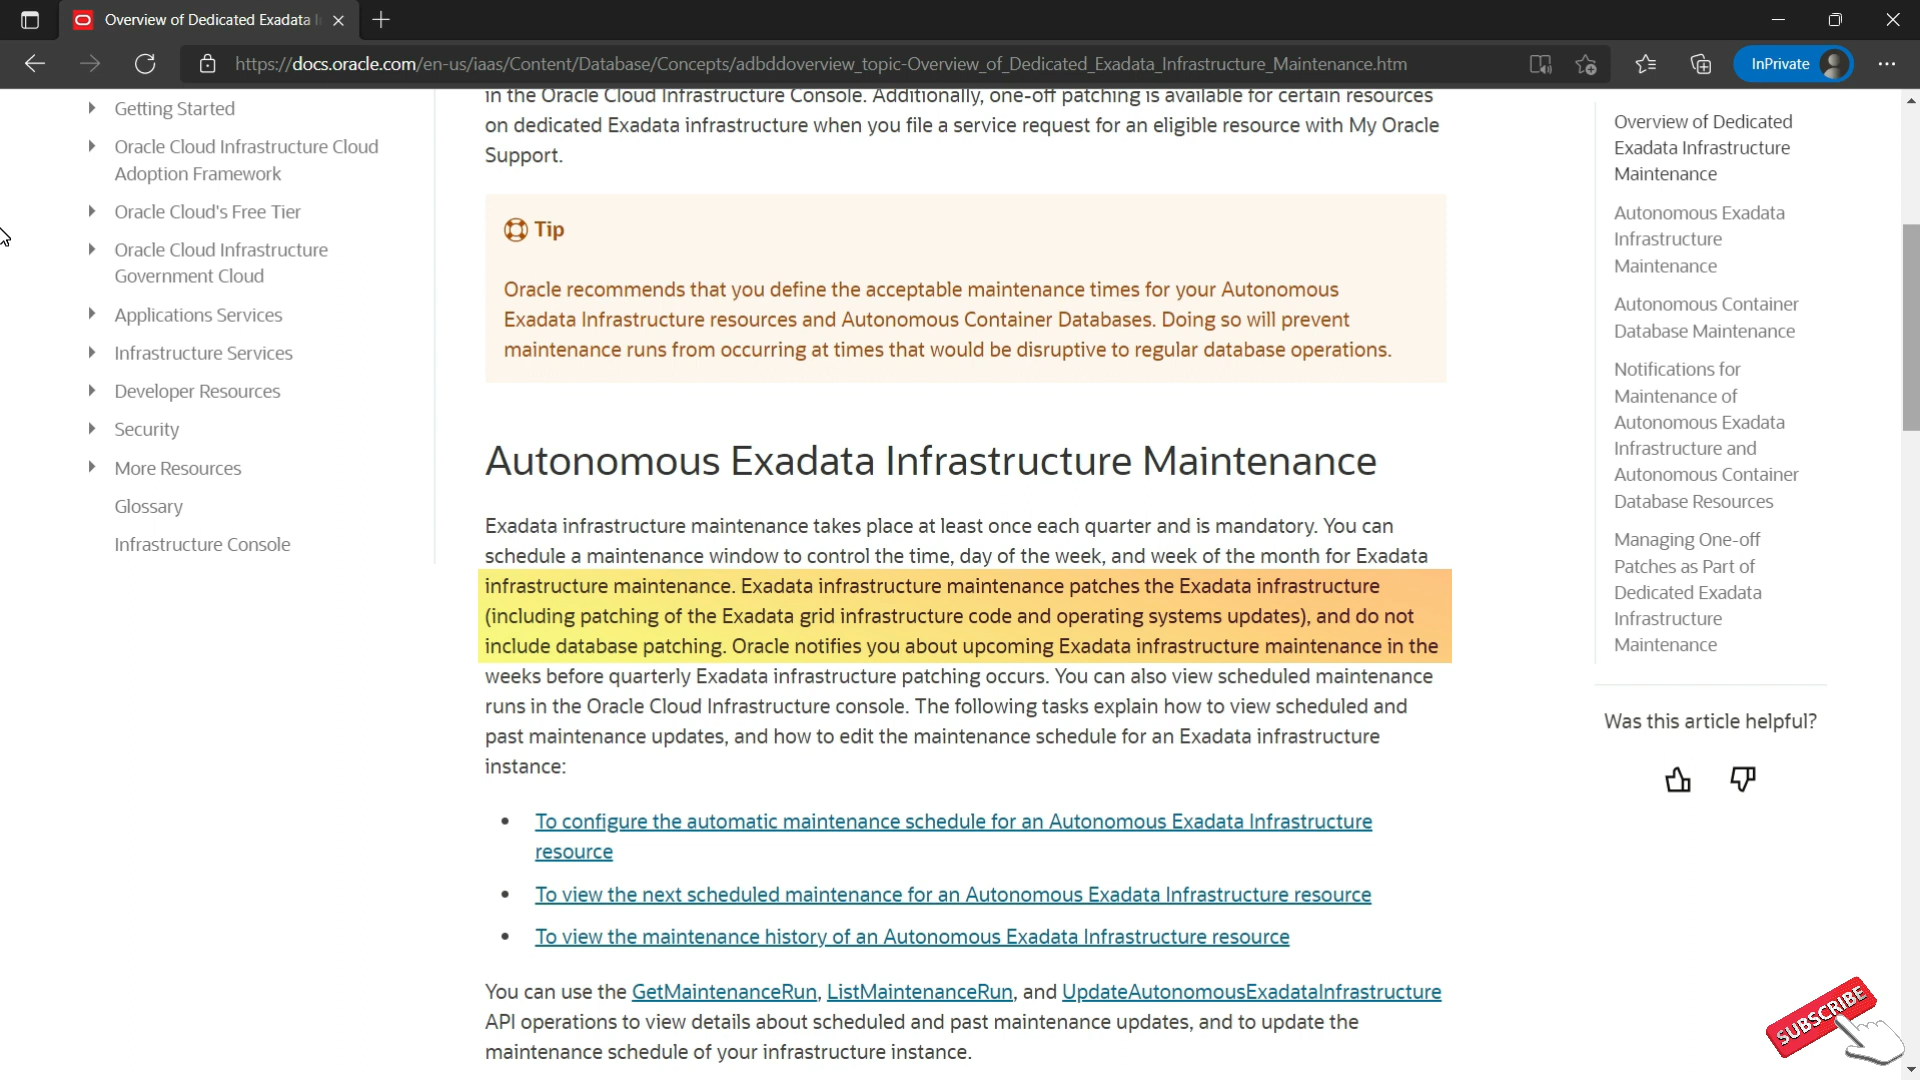 Overview of Dedicated Exadata I
https://docs.oracle.com/en-us/iaas/Content/Database/Concepts/adbddoverview_topic-Overview_of_Dedicated_Exadata_Infrastructure_Maintenance.htm
InPrivate
Getting Started
Oracle Cloud Infrastructure Cloud
Adoption Framework
Oracle Cloud's Free Tier
Oracle Cloud Infrastructure
Government Cloud
Applications Services
Infrastructure Services
Developer Resources
Security
More Resources
Glossary
Infrastructure Console
in the Oracle Cloud Infrastructure Console. Additionally, one-off patching is available for certain resources
on dedicated Exadata infrastructure when you file a service request for an eligible resource with My Oracle
Support.
Tip
Oracle recommends that you define the acceptable maintenance times for your Autonomous
Exadata Infrastructure resources and Autonomous Container Databases. Doing so will prevent
maintenance runs from occurring at times that would be disruptive to regular database operations.
Autonomous Exadata Infrastructure Maintenance
Exadata infrastructure maintenance takes place at least once each quarter and is mandatory. You can
schedule a maintenance window to control the time, day of the week, and week of the month for Exadata
infrastructure maintenance. Exadata infrastructure maintenance patches the Exadata infrastructure
(including patching of the Exadata grid infrastructure code and operating systems updates), and do not
include database patching. Oracle notifies you about upcoming Exadata infrastructure maintenance in the
weeks before quarterly Exadata infrastructure patching occurs. You can also view scheduled maintenance
runs in the Oracle Cloud Infrastructure console. The following tasks explain how to view scheduled and
past maintenance updates, and how to edit the maintenance schedule for an Exadata infrastructure
instance:
• To configure the automatic maintenance schedule for an Autonomous Exadata Infrastructure
resource
• To view the next scheduled maintenance for an Autonomous Exadata Infrastructure resource
• To view the maintenance history of an Autonomous Exadata Infrastructure resource
You can use the GetMaintenanceRun, ListMaintenanceRun, and UpdateAutonomousExadataInfrastructure
API operations to view details about scheduled and past maintenance updates, and to update the
maintenance schedule of your infrastructure instance.
Overview of Dedicated
Exadata Infrastructure
Maintenance
Autonomous Exadata
Infrastructure
Maintenance
Autonomous Container
Database Maintenance
Notifications for
Maintenance of
Autonomous Exadata
Infrastructure and
Autonomous Container
Database Resources
Managing One-off
Patches as Part of
Dedicated Exadata
Infrastructure
Maintenance
Was this article helpful?
SUBSCRIBE